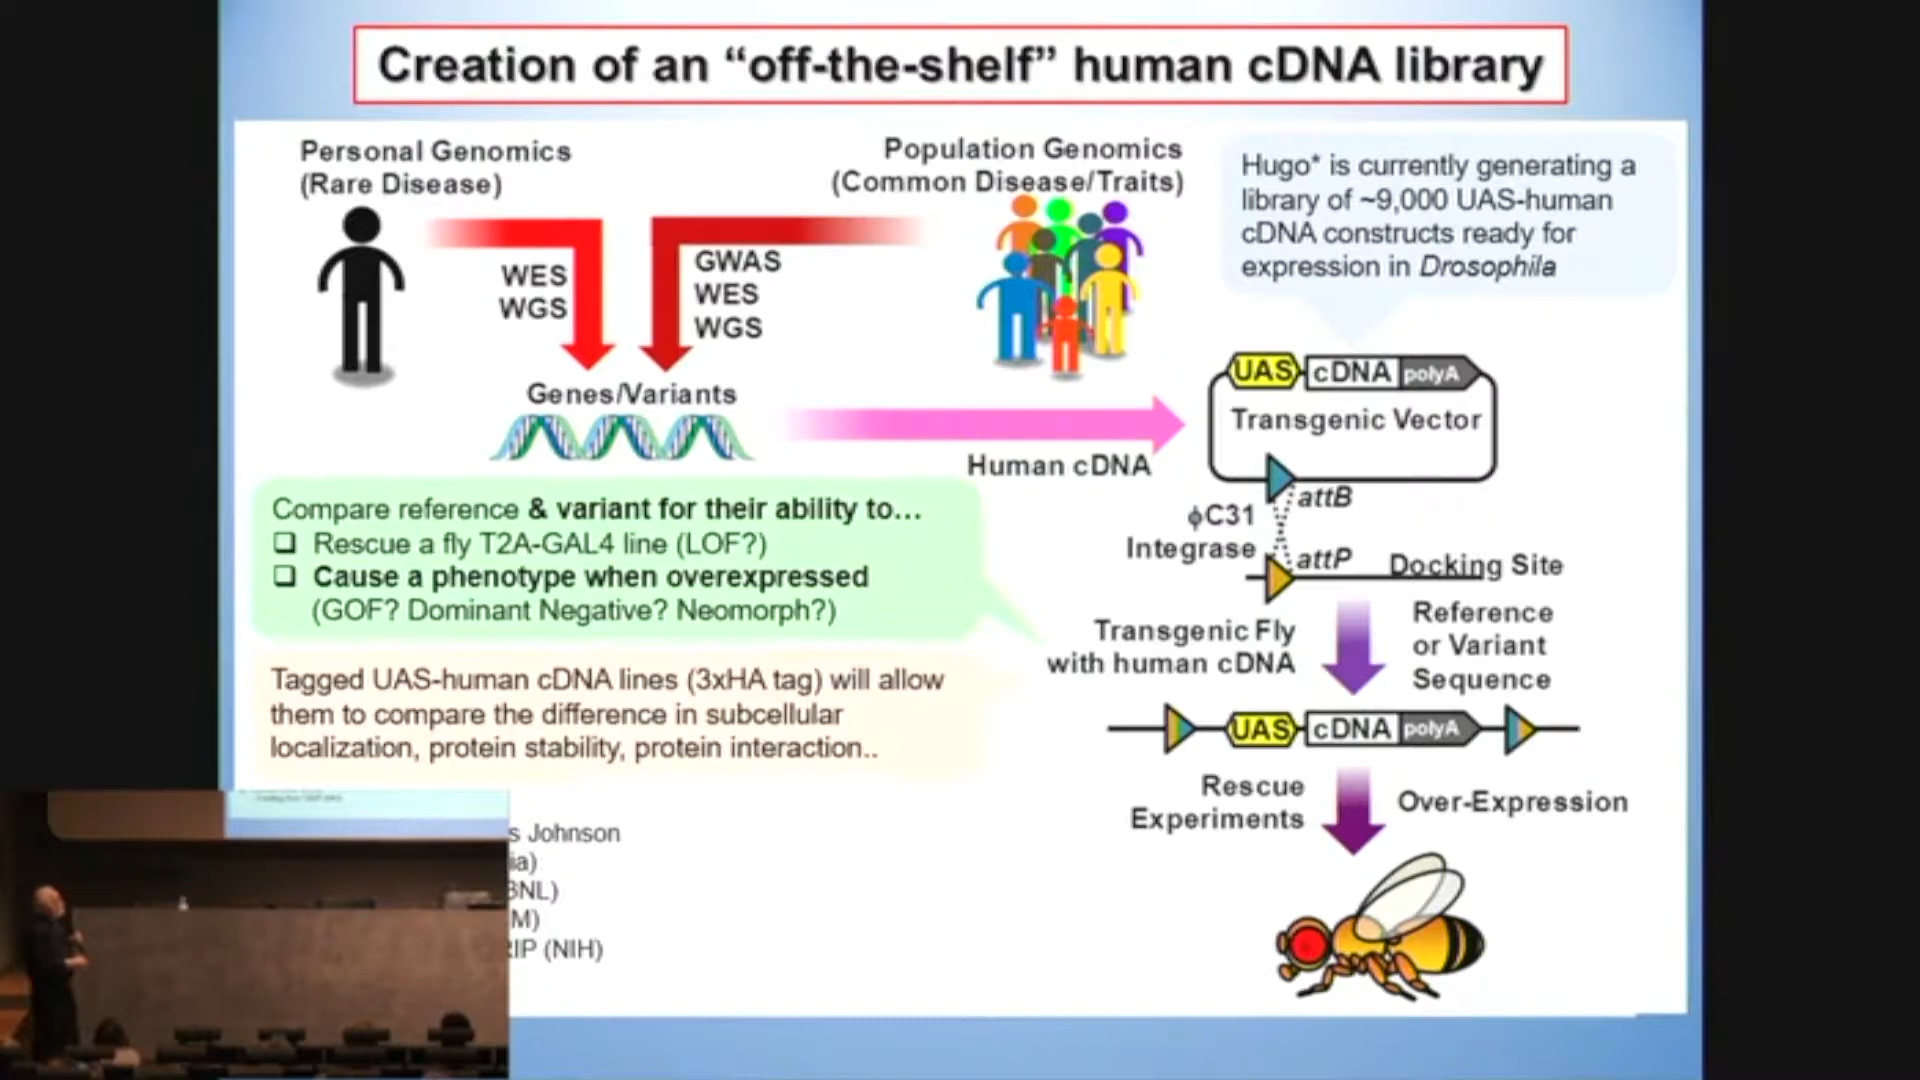 Creation of an “off-the-shelf” human cDNA library
Personal Genomics
(Rare Disease)
Population Genomics
(Common Disease/Traits)
Hugo* is currently generating a
library of ~9,000 UAS-human
cDNA constructs ready for
expression in Drosophila
WES
WGS
GWAS
WES
WGS
Genes/Variants
Human cDNA
UAS cDNA polyA
Transgenic Vector
attB
ϕC31
Integrase
attP
Docking Site
Compare reference & variant for their ability to...
❑ Rescue a fly T2A-GAL4 line (LOF?)
❑ Cause a phenotype when overexpressed
(GOF? Dominant Negative? Neomorph?)
Transgenic Fly
with human cDNA
Reference
or Variant
Sequence
Tagged UAS-human cDNA lines (3xHA tag) will allow
them to compare the difference in subcellular
localization, protein stability, protein interaction..
UAS cDNA polyA
Rescue
Experiments
Over-Expression
s Johnson
ia)
BNL)
M)
RIP (NIH)